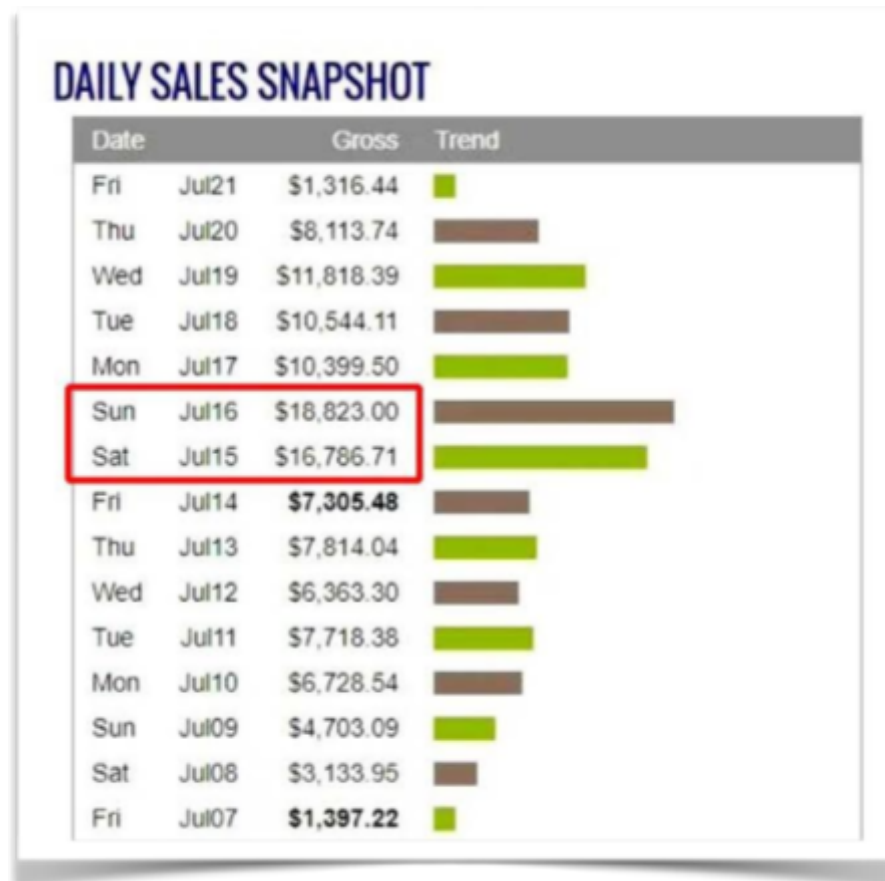 DAILY SALES SNAPSHOT
Date Gross Trend
Fri Jul21 $1,316.44
Thu Jul20 $8,113.74
Wed Jul19 $11,818.39
Tue Jul18 $10,544.11
Mon Jul17 $10,399.50
Sun Jul16 $18,823.00
Sat Jul15 $16,786.71
Fri Jul14 $7,305.48
Thu Jul13 $7,814.04
Wed Jul12 $6,363.30
Tue Jul11 $7,718.38
Mon Jul10 $6,728.54
Sun Jul09 $4,703.09
Sat Jul08 $3,133.95
Fri Jul07 $1,397.22